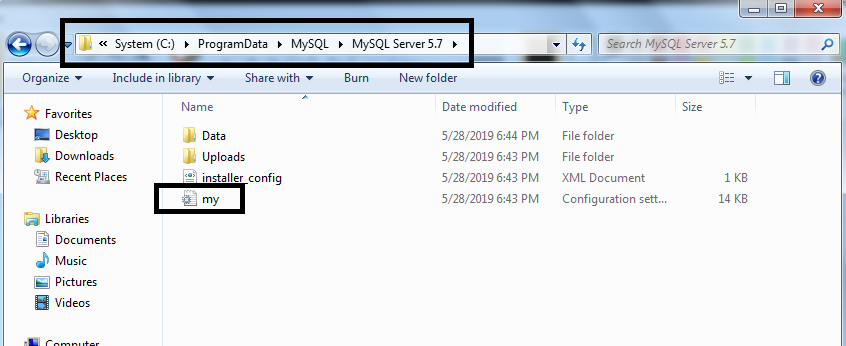 « System (C:) ▸ ProgramData ▸ MySQL ▸ MySQL Server 5.7 ▸ Search MySQL Server 5.7
Organize Include in library Share with Burn New folder
Favorites
Desktop
Downloads
Recent Places
Libraries
Documents
Music
Pictures
Videos
Computer
Name Date modified Type Size
Data 5/28/2019 6:44 PM File folder
Uploads 5/28/2019 6:43 PM File folder
installer_config 5/28/2019 6:43 PM XML Document 1 KB
my 5/28/2019 6:43 PM Configuration sett... 14 KB